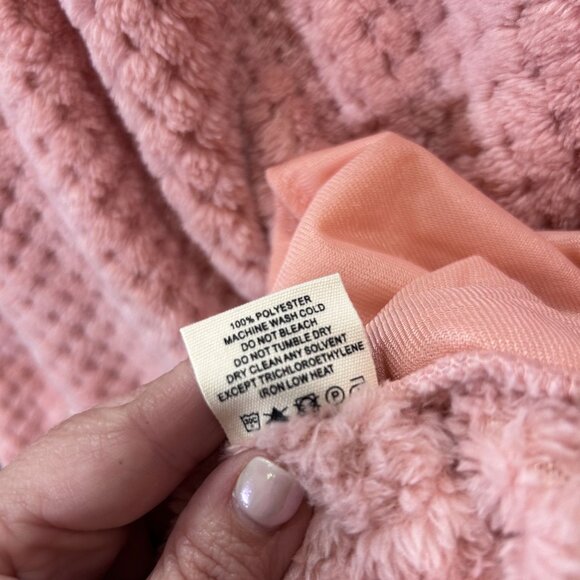 100% POLYESTER
MACHINE WASH COLD
DO NOT BLEACH
DO NOT TUMBLE DRY
DRY CLEAN ANY SOLVENT
EXCEPT TRICHLOROETHYLENE
IRON LOW HEAT
30C P